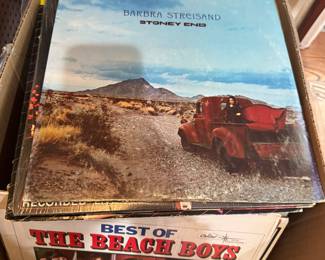 BARBRA STREISAND
STONEY END
RECORDED
BEST OF
THE BEACH BOYS